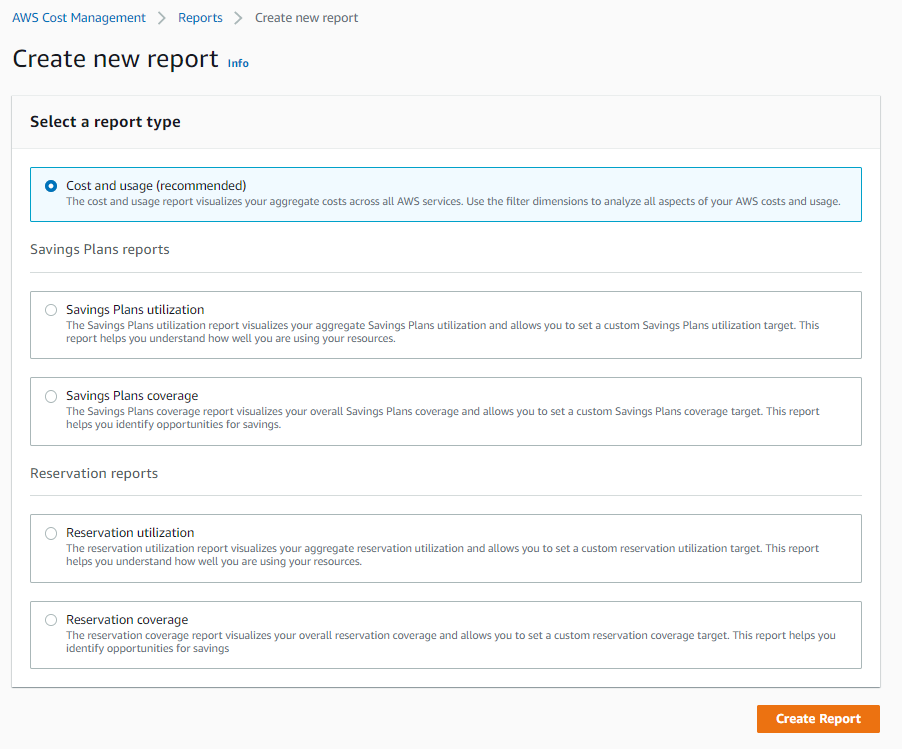 AWS Cost Management > Reports > Create new report
Create new report Info
Select a report type
Cost and usage (recommended)
The cost and usage report visualizes your aggregate costs across all AWS services. Use the filter dimensions to analyze all aspects of your AWS costs and usage.
Savings Plans reports
Savings Plans utilization
The Savings Plans utilization report visualizes your aggregate Savings Plans utilization and allows you to set a custom Savings Plans utilization target. This
report helps you understand how well you are using your resources.
Savings Plans coverage
The Savings Plans coverage report visualizes your overall Savings Plans coverage and allows you to set a custom Savings Plans coverage target. This report
helps you identify opportunities for savings.
Reservation reports
Reservation utilization
The reservation utilization report visualizes your aggregate reservation utilization and allows you to set a custom reservation utilization target. This report
helps you understand how well you are using your resources.
Reservation coverage
The reservation coverage report visualizes your overall reservation coverage and allows you to set a custom reservation coverage target. This report helps you
identify opportunities for savings
Create Report